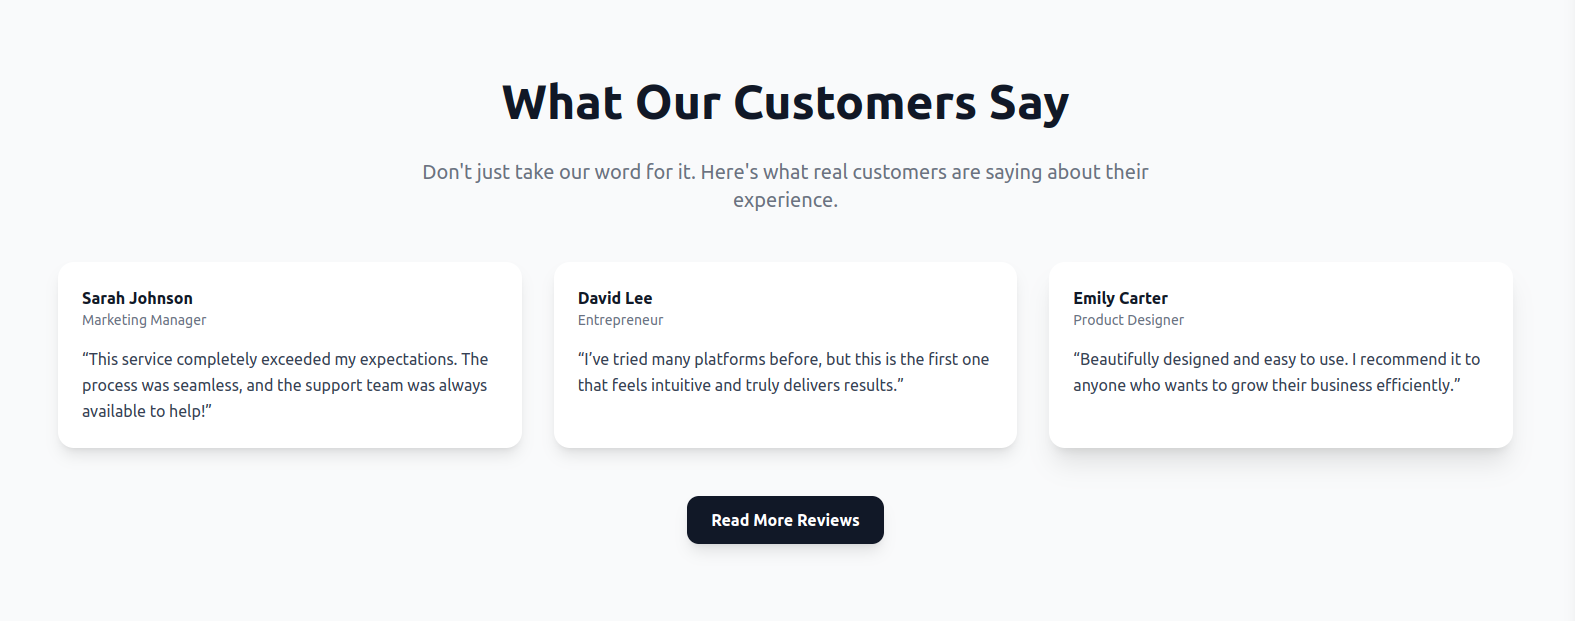 What Our Customers Say
Don't just take our word for it. Here's what real customers are saying about their
experience.
Sarah Johnson
Marketing Manager
“This service completely exceeded my expectations. The
process was seamless, and the support team was always
available to help!”
David Lee
Entrepreneur
“I’ve tried many platforms before, but this is the first one
that feels intuitive and truly delivers results.”
Emily Carter
Product Designer
“Beautifully designed and easy to use. I recommend it to
anyone who wants to grow their business efficiently.”
Read More Reviews